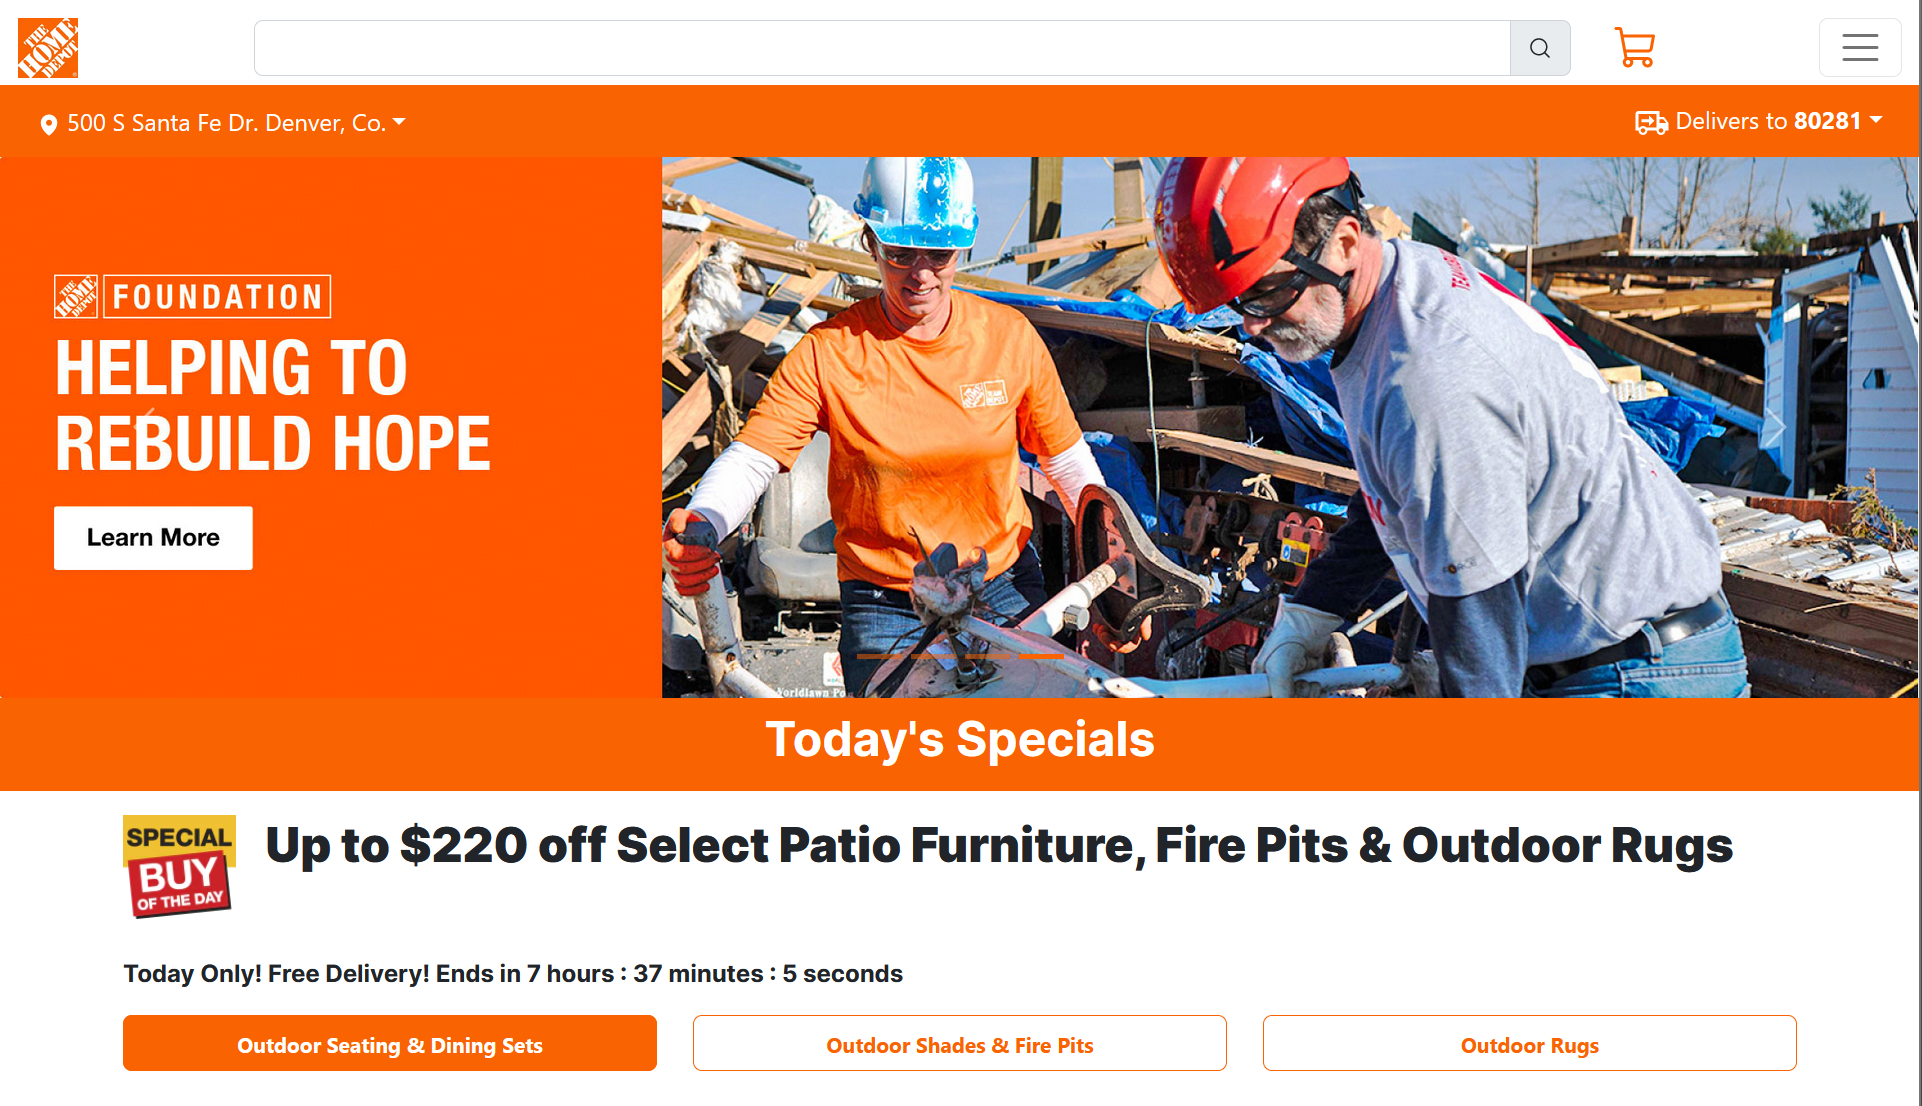 THE
HOME
DEPOT
500 S Santa Fe Dr. Denver, Co.
Delivers to 80281
THE
HOME
DEPOT
FOUNDATION
HELPING TO
REBUILD HOPE
Learn More
Today's Specials
SPECIAL
BUY
OF THE DAY
Up to $220 off Select Patio Furniture, Fire Pits & Outdoor Rugs
Today Only! Free Delivery! Ends in 7 hours : 37 minutes : 5 seconds
Outdoor Seating & Dining Sets
Outdoor Shades & Fire Pits
Outdoor Rugs